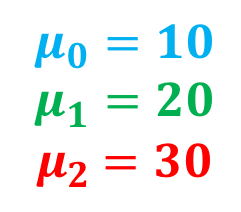 μ₀ = 10
μ₁ = 20
μ₂ = 30